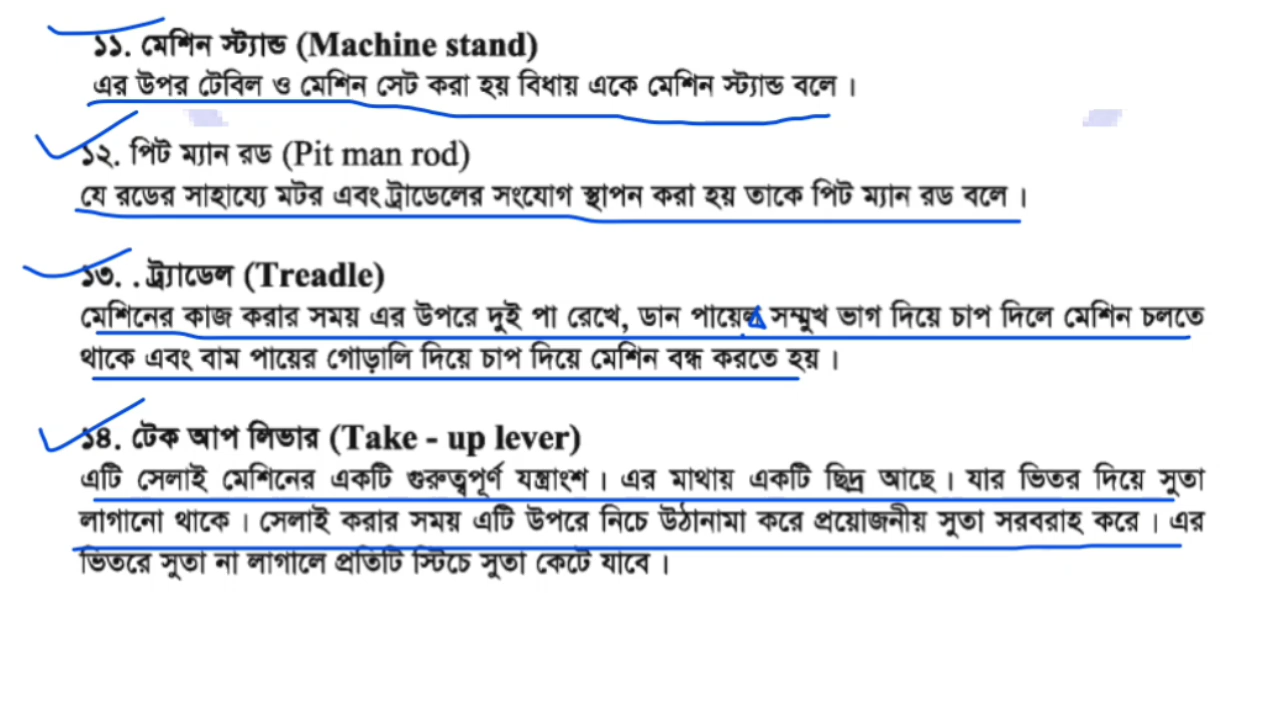 ১১. মেশিন স্ট্যান্ড (Machine stand)
এর উপর টেবিল ও মেশিন সেট করা হয় বিধায় একে মেশিন স্ট্যান্ড বলে।
১২. পিট ম্যান রড (Pit man rod)
যে রডের সাহায্যে মটর এবং ট্রাডেলের সংযোগ স্থাপন করা হয় তাকে পিট ম্যান রড বলে।
১৩. . ট্র্যাডেল (Treadle)
মেশিনের কাজ করার সময় এর উপরে দুই পা রেখে, ডান সম্মুখ ভাগ দিয়ে চাপ দিলে মেশিন চলতে
থাকে এবং বাম পায়ের গোড়ালি দিয়ে চাপ দিয়ে মেশিন বন্ধ করতে হয়।
১৪. টেক আপ লিভার (Take - up lever)
এটি সেলাই মেশিনের একটি গুরুত্বপূর্ণ যন্ত্রাংশ। এর মাথায় একটি ছিদ্র আছে। যার ভিতর দিয়ে সুতা
লাগানো থাকে। সেলাই করার সময় এটি উপরে নিচে উঠানামা করে প্রয়োজনীয় সুতা সরবরাহ করে। এর
ভিতরে সুতা না লাগালে প্রতিটি স্টিচে সুতা কেটে যাবে।